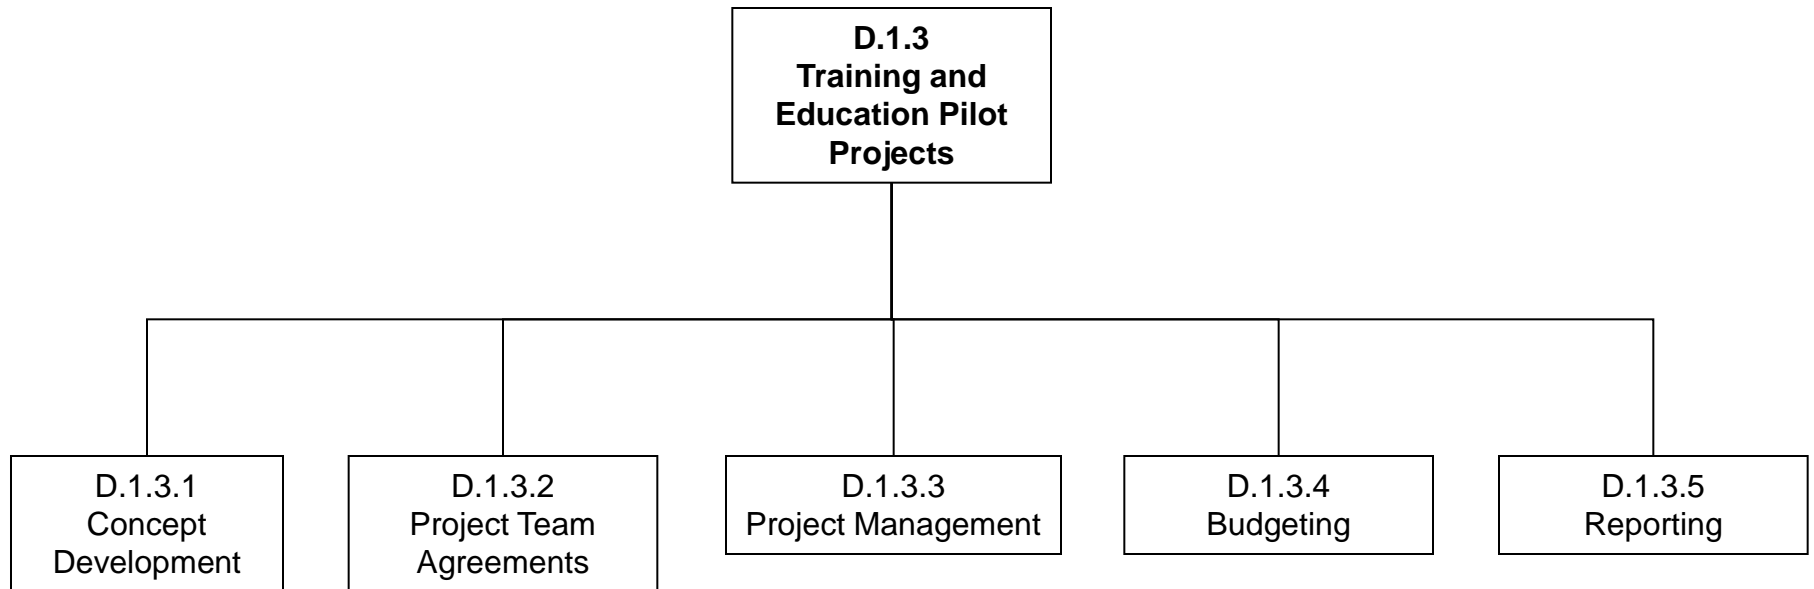 D.1.3
Training and
Education Pilot
Projects
D.1.3.1
Concept
Development
D.1.3.2
Project Team
Agreements
D.1.3.3
Project Management
D.1.3.4
Budgeting
D.1.3.5
Reporting